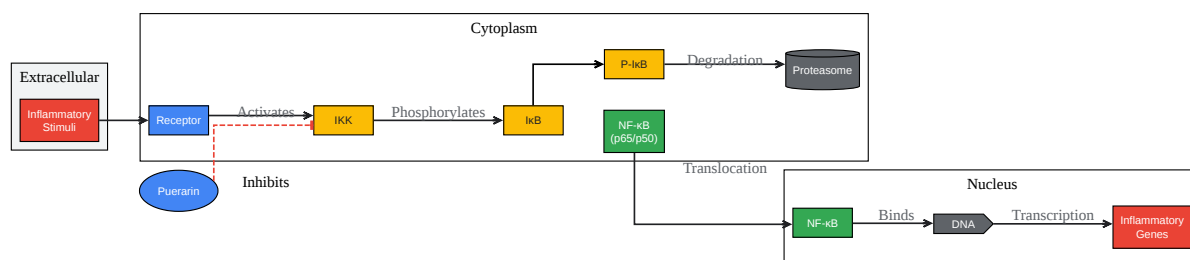 Cytoplasm
Extracellular
Inflammatory
Stimuli
Receptor
Activates
IKK
Phosphorylates
IκB
P-IκB
Degradation
Proteasome
NF-κB
(p65/p50)
Translocation
Puerarin
Inhibits
Nucleus
NF-κB
Binds
DNA
Transcription
Inflammatory
Genes